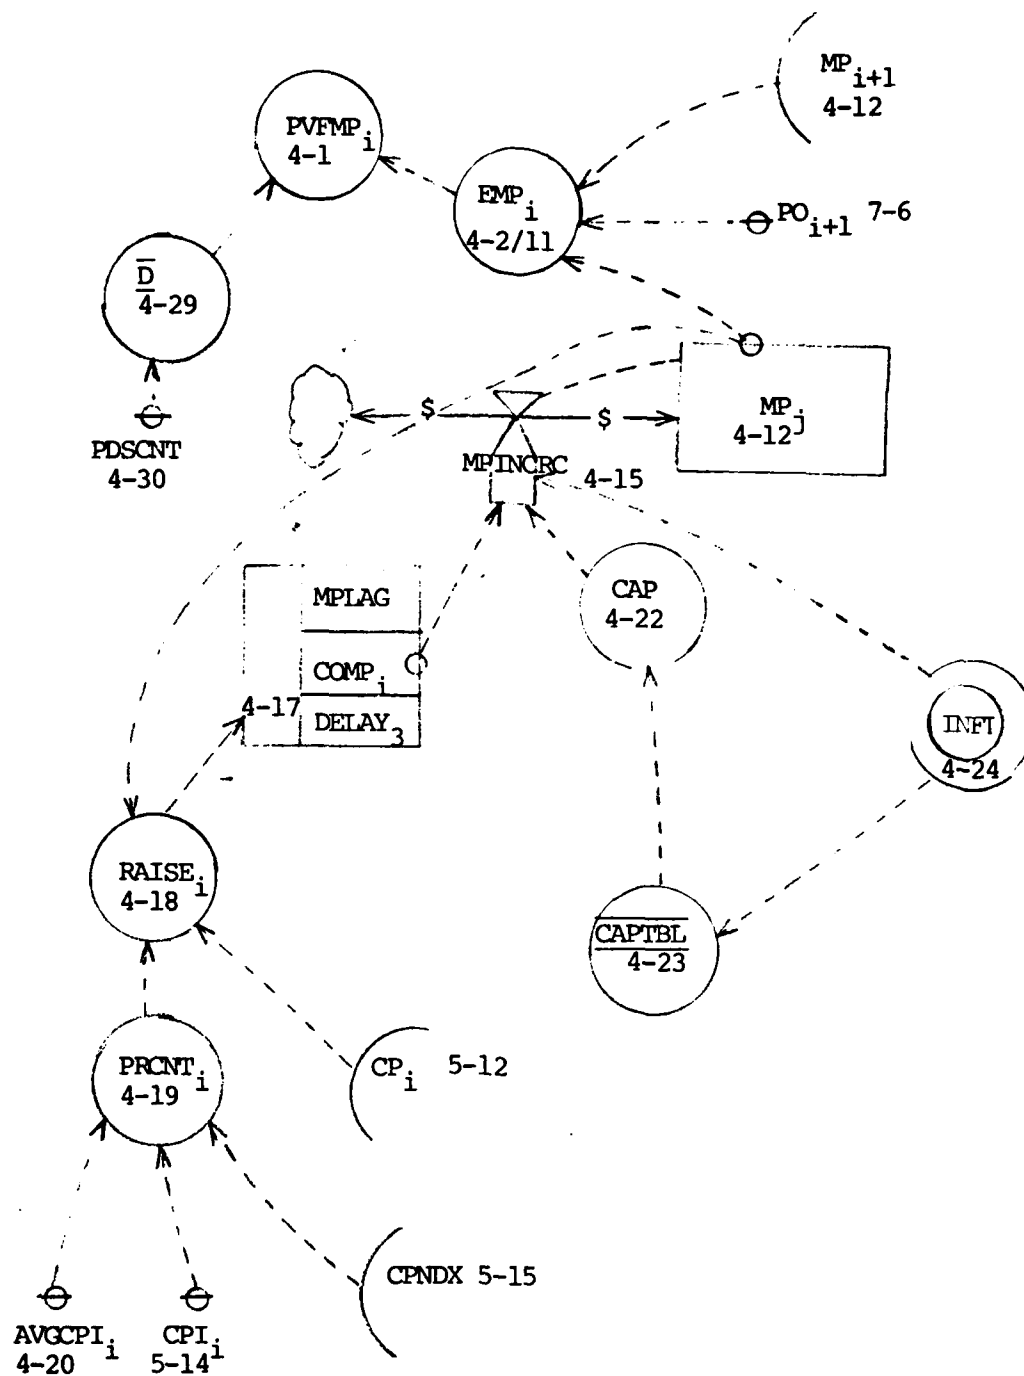 MP i+1
4-12
PVFMP i
4-1
EMP i
4-2/11
PO i+1 7-6
D
4-29
PDSCNT
4-30
$
$
MP j
4-12
MPINCRC 4-15
MPLAG
COMP i
4-17
DELAY 3
CAP
4-22
INFT
4-24
RAISE i
4-18
CAPTBL
4-23
PRCNT i
4-19
CP i 5-12
CPNDX 5-15
AVGCPI i
4-20
CPI i
5-14